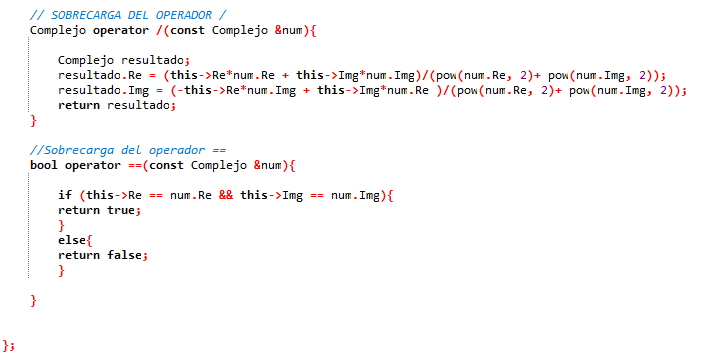 // SOBRECARGA DEL OPERADOR /
Complejo operator /(const Complejo &num){
Complejo resultado;
resultado.Re = (this->Re*num.Re + this->Img*num.Img)/(pow(num.Re, 2)+ pow(num.Img, 2));
resultado.Img = (-this->Re*num.Img + this->Img*num.Re )/(pow(num.Re, 2)+ pow(num.Img, 2));
return resultado;
}
//Sobrecarga del operador ==
bool operator ==(const Complejo &num){
if (this->Re == num.Re && this->Img == num.Img){
return true;
}
else{
return false;
}
}
};